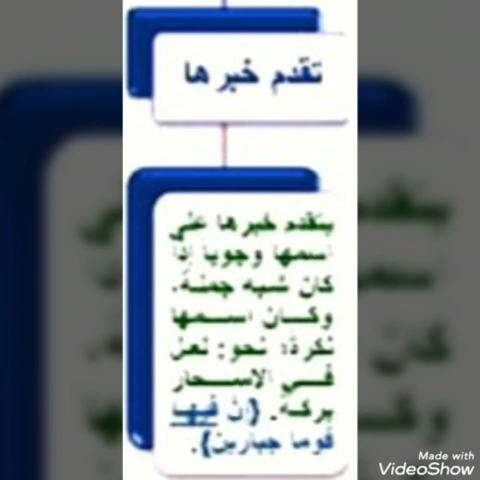 تقدم خبرها
يتقدم خبرها على
اسمها وجوبا إذا
كان شبه جملة.
وكان اسمها
نكرة: نحو: لعل
في الأسحار
بركة. {إن فيها
قوما جبارين}.
Made with
VideoShow